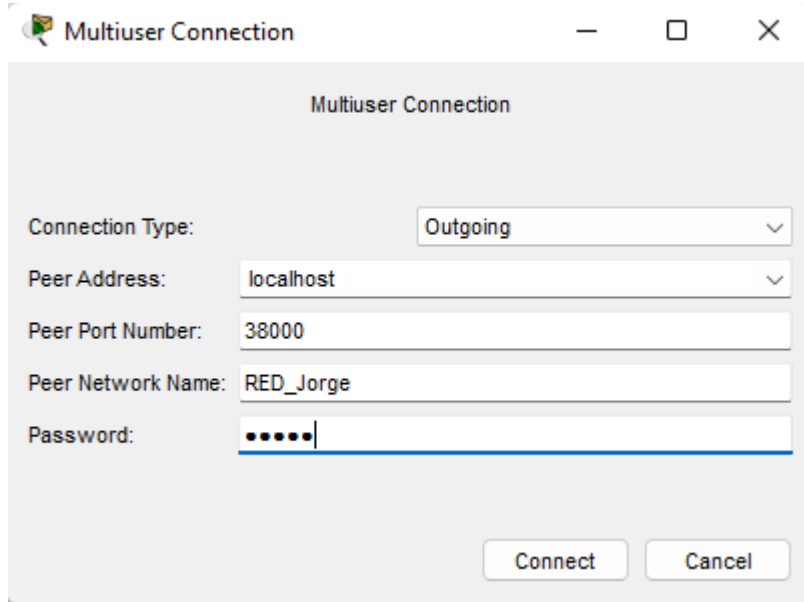 Multiuser Connection
Multiuser Connection
Connection Type: Outgoing
Peer Address: localhost
Peer Port Number: 38000
Peer Network Name: RED_Jorge
Password: •••••
Connect Cancel